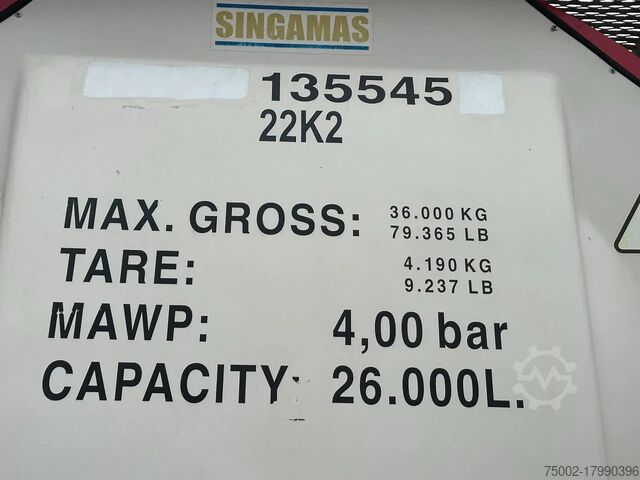 SINGAMAS
135545
22K2
MAX. GROSS: 36.000 KG
79.365 LB
TARE: 4.190 KG
9.237 LB
MAWP: 4,00 bar
CAPACITY: 26.000L.
75002-17990396